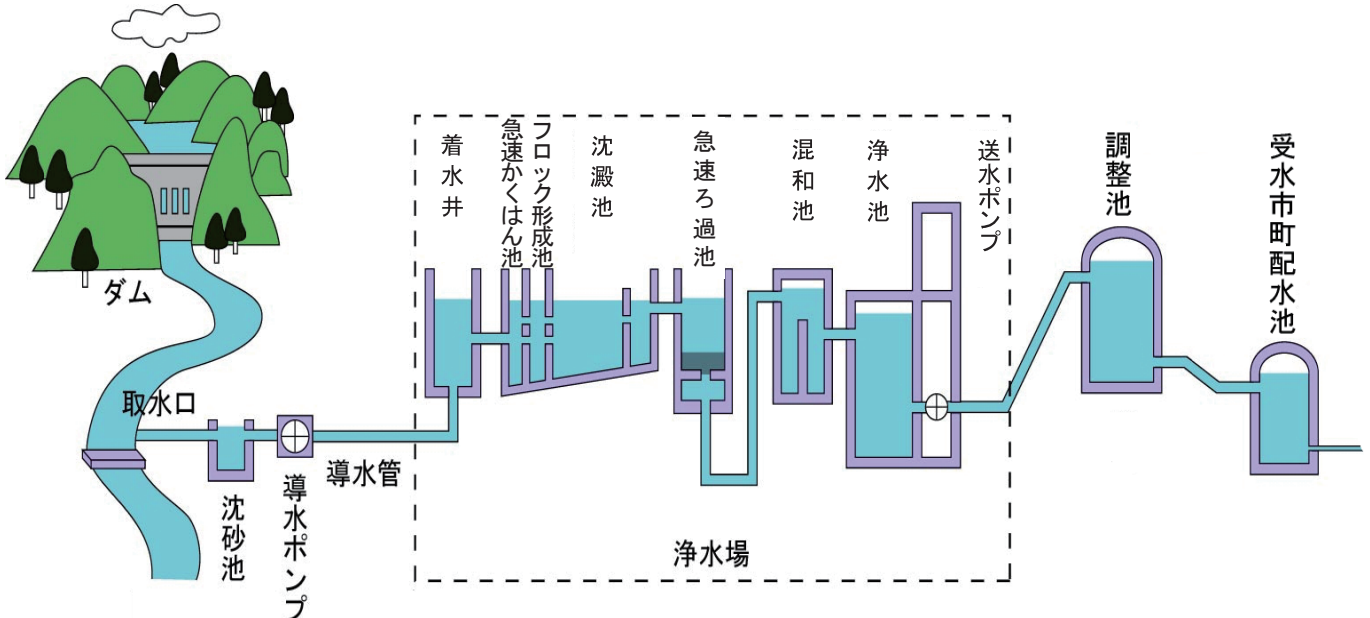 ダム
取水口
沈砂池
導水ポンプ
導水管
着水井
急速かくはん池
フロック形成池
沈澱池
急速ろ過池
混和池
浄水池
送水ポンプ
浄水場
調整池
受水市町配水池